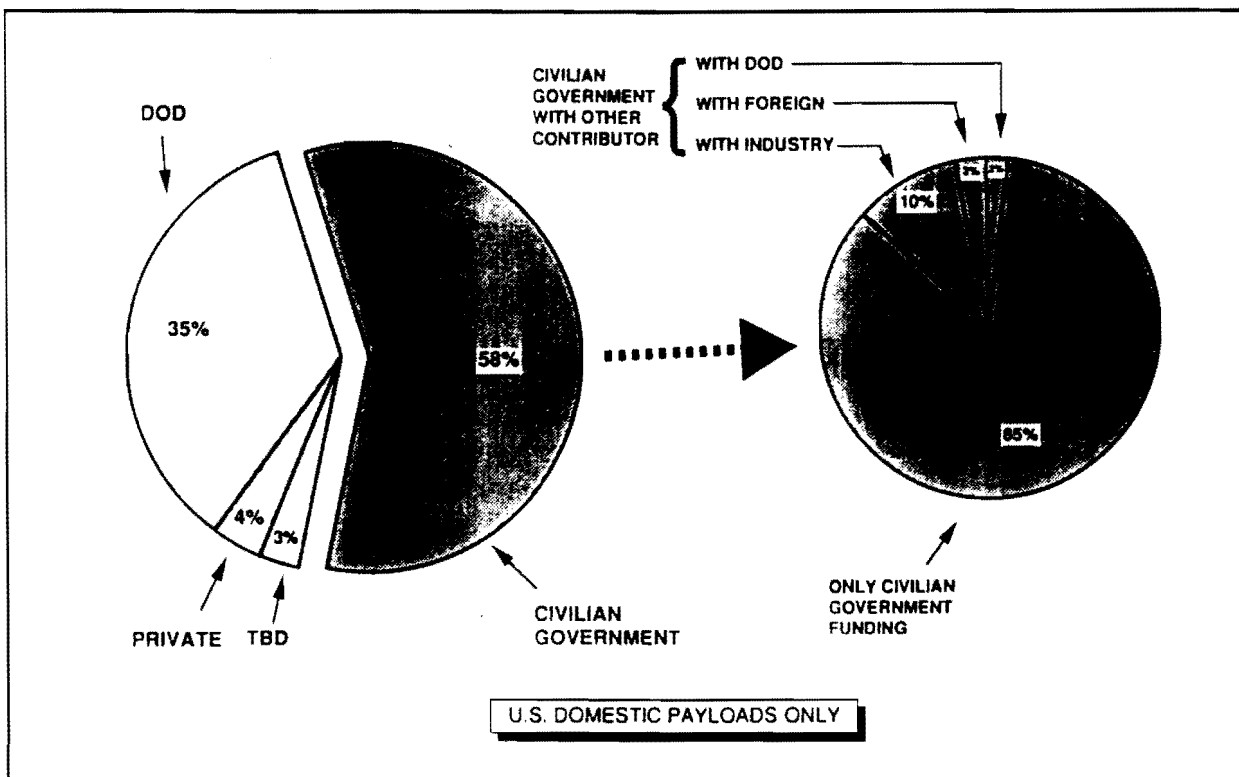 DOD
35%
4%
3%
58%
PRIVATE
TBD
CIVILIAN
GOVERNMENT
CIVILIAN
GOVERNMENT
WITH OTHER
CONTRIBUTOR
WITH DOD
WITH FOREIGN
WITH INDUSTRY
10%
85%
ONLY CIVILIAN
GOVERNMENT
FUNDING
U.S. DOMESTIC PAYLOADS ONLY